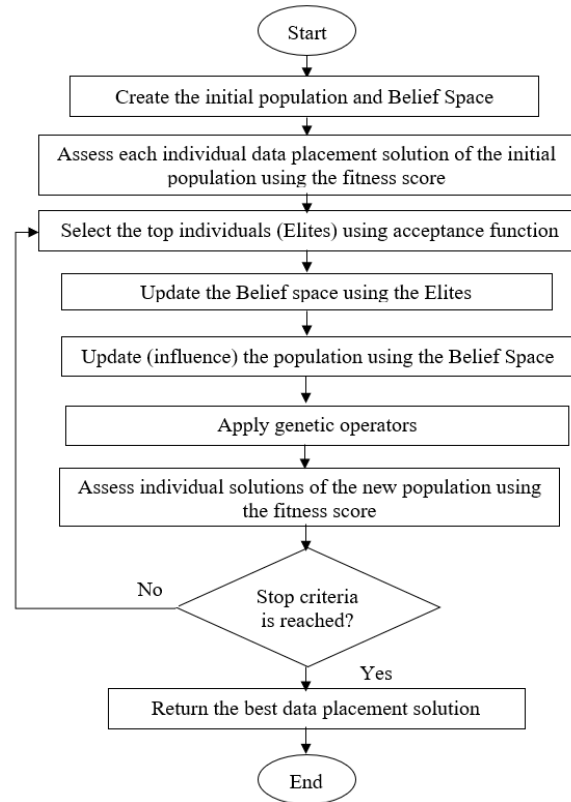 Start
Create the initial population and Belief Space
Assess each individual data placement solution of the initial
population using the fitness score
Select the top individuals (Elites) using acceptance function
Update the Belief space using the Elites
Update (influence) the population using the Belief Space
Apply genetic operators
Assess individual solutions of the new population using
the fitness score
No
Stop criteria
is reached?
Yes
Return the best data placement solution
End